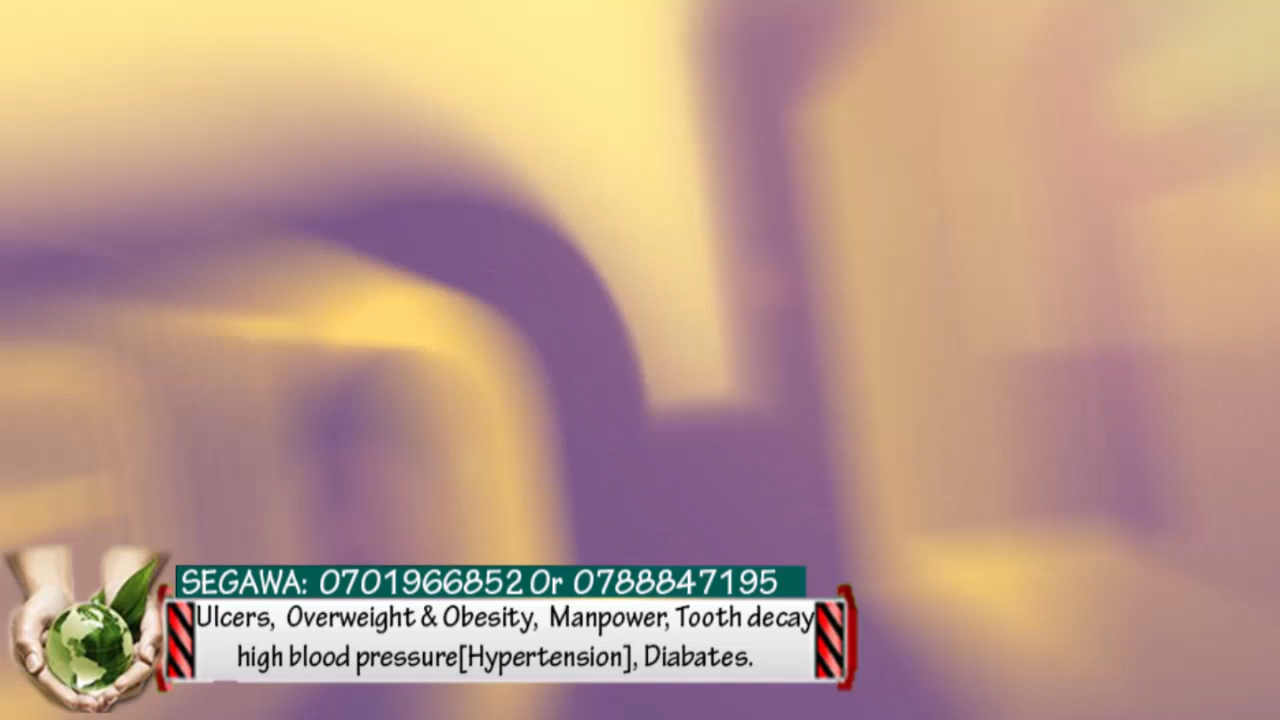 SEGAWA: 0701966852 Or 0788847195
Ulcers, Overweight & Obesity, Manpower, Tooth decay
high blood pressure[Hypertension], Diabates.